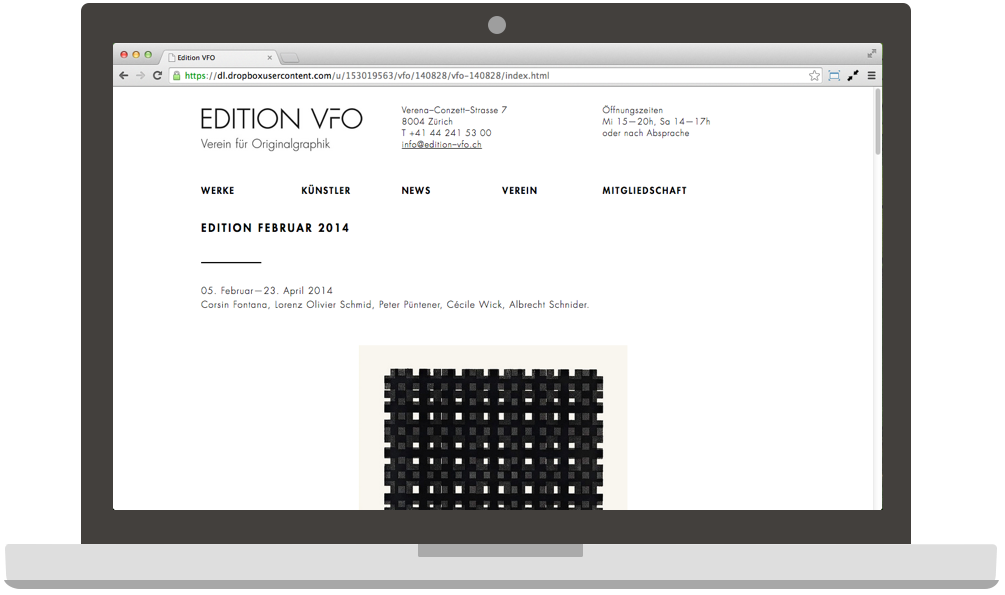 Edition VFO
https://dl.dropboxusercontent.com/u/153019563/vfo/140828/vfo-140828/index.html
EDITION VFO
Verein für Originalgraphik
Verena–Conzett–Strasse 7
8004 Zürich
T +41 44 241 53 00
info@edition–vfo.ch
Öffnungszeiten
Mi 15—20h, Sa 14—17h
oder nach Absprache
WERKE KÜNSTLER NEWS VEREIN MITGLIEDSCHAFT
EDITION FEBRUAR 2014
05. Februar—23. April 2014
Corsin Fontana, Lorenz Olivier Schmid, Peter Püntener, Cécile Wick, Albrecht Schnider.